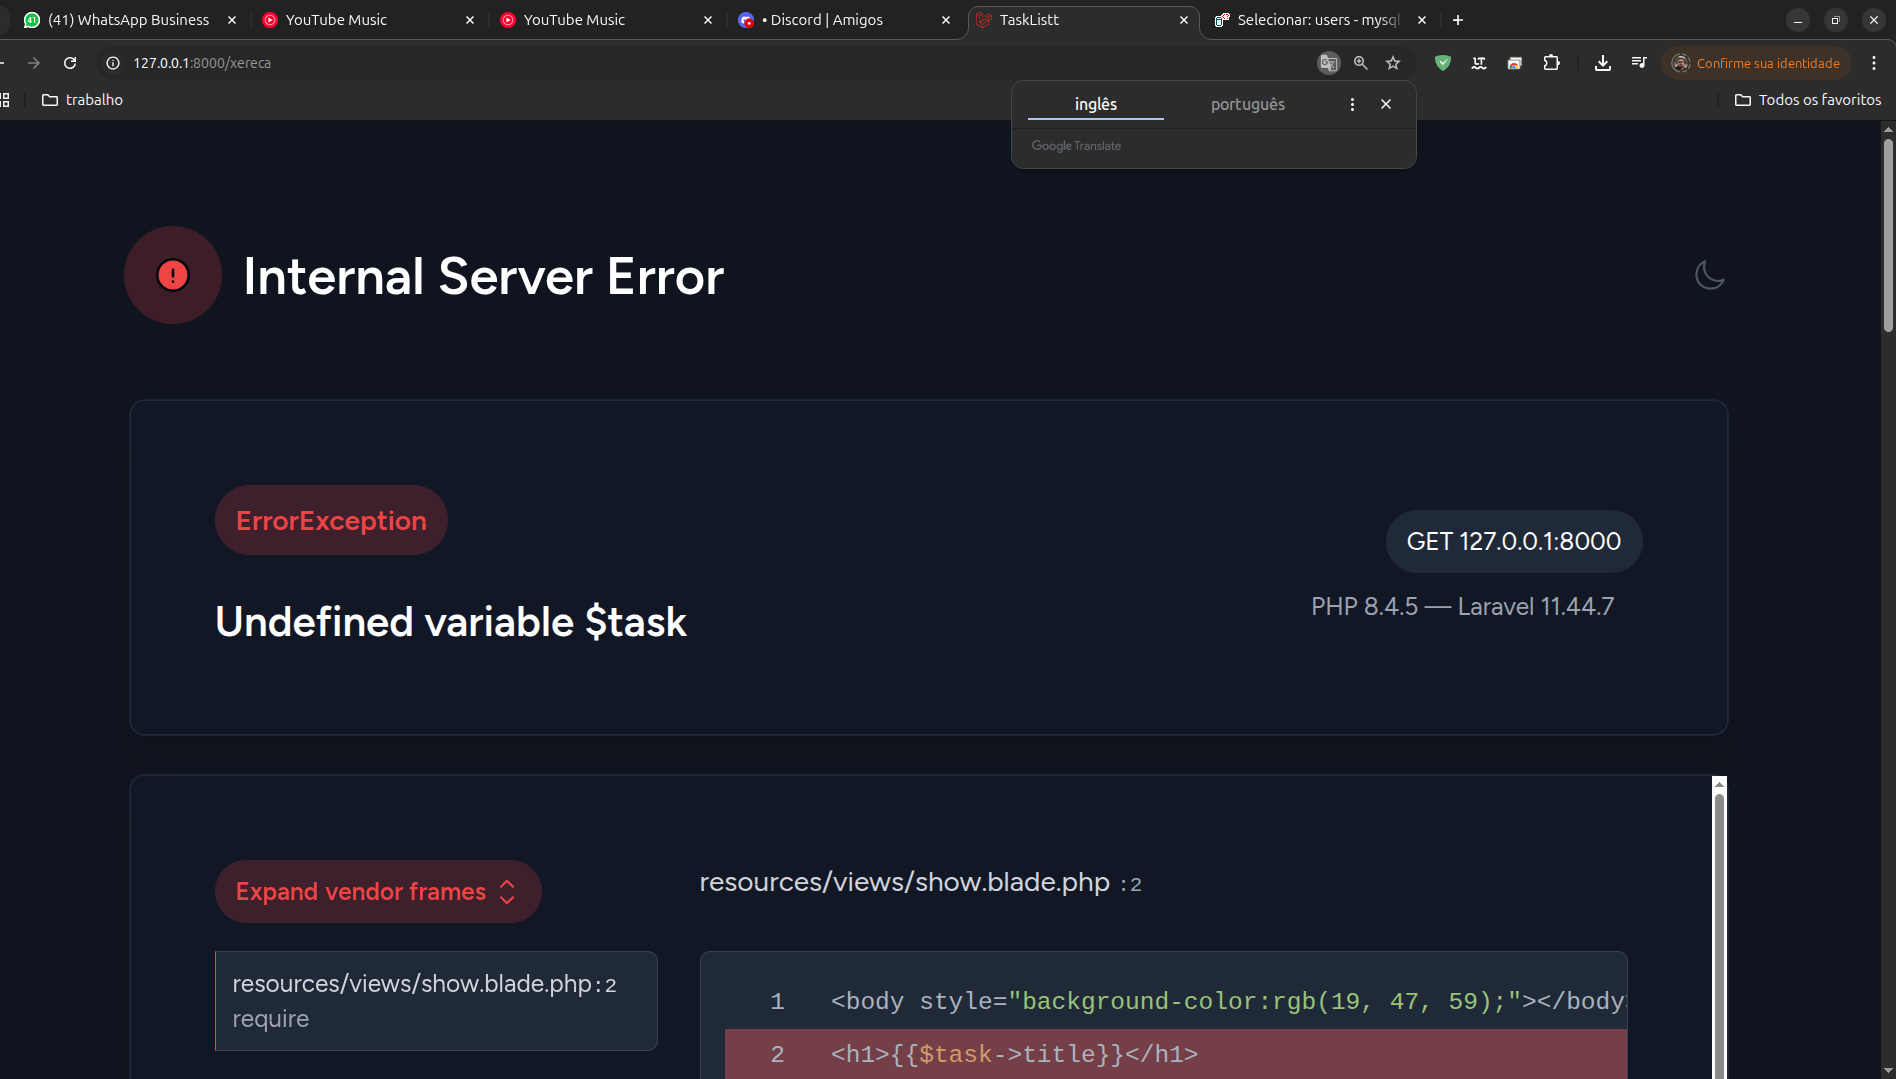 (41) WhatsApp Business
YouTube Music
YouTube Music
• Discord | Amigos
TaskListt
Selecionar: users - mysql
127.0.0.1:8000/xereca
Confirme sua identidade
trabalho
Todos os favoritos
inglês
português
Google Translate
Internal Server Error
ErrorException
GET 127.0.0.1:8000
Undefined variable $task
PHP 8.4.5 — Laravel 11.44.7
Expand vendor frames
resources/views/show.blade.php :2
resources/views/show.blade.php:2
require
1 <body style="background-color:rgb(19, 47, 59);"></body>
2 <h1>{{$task->title}}</h1>